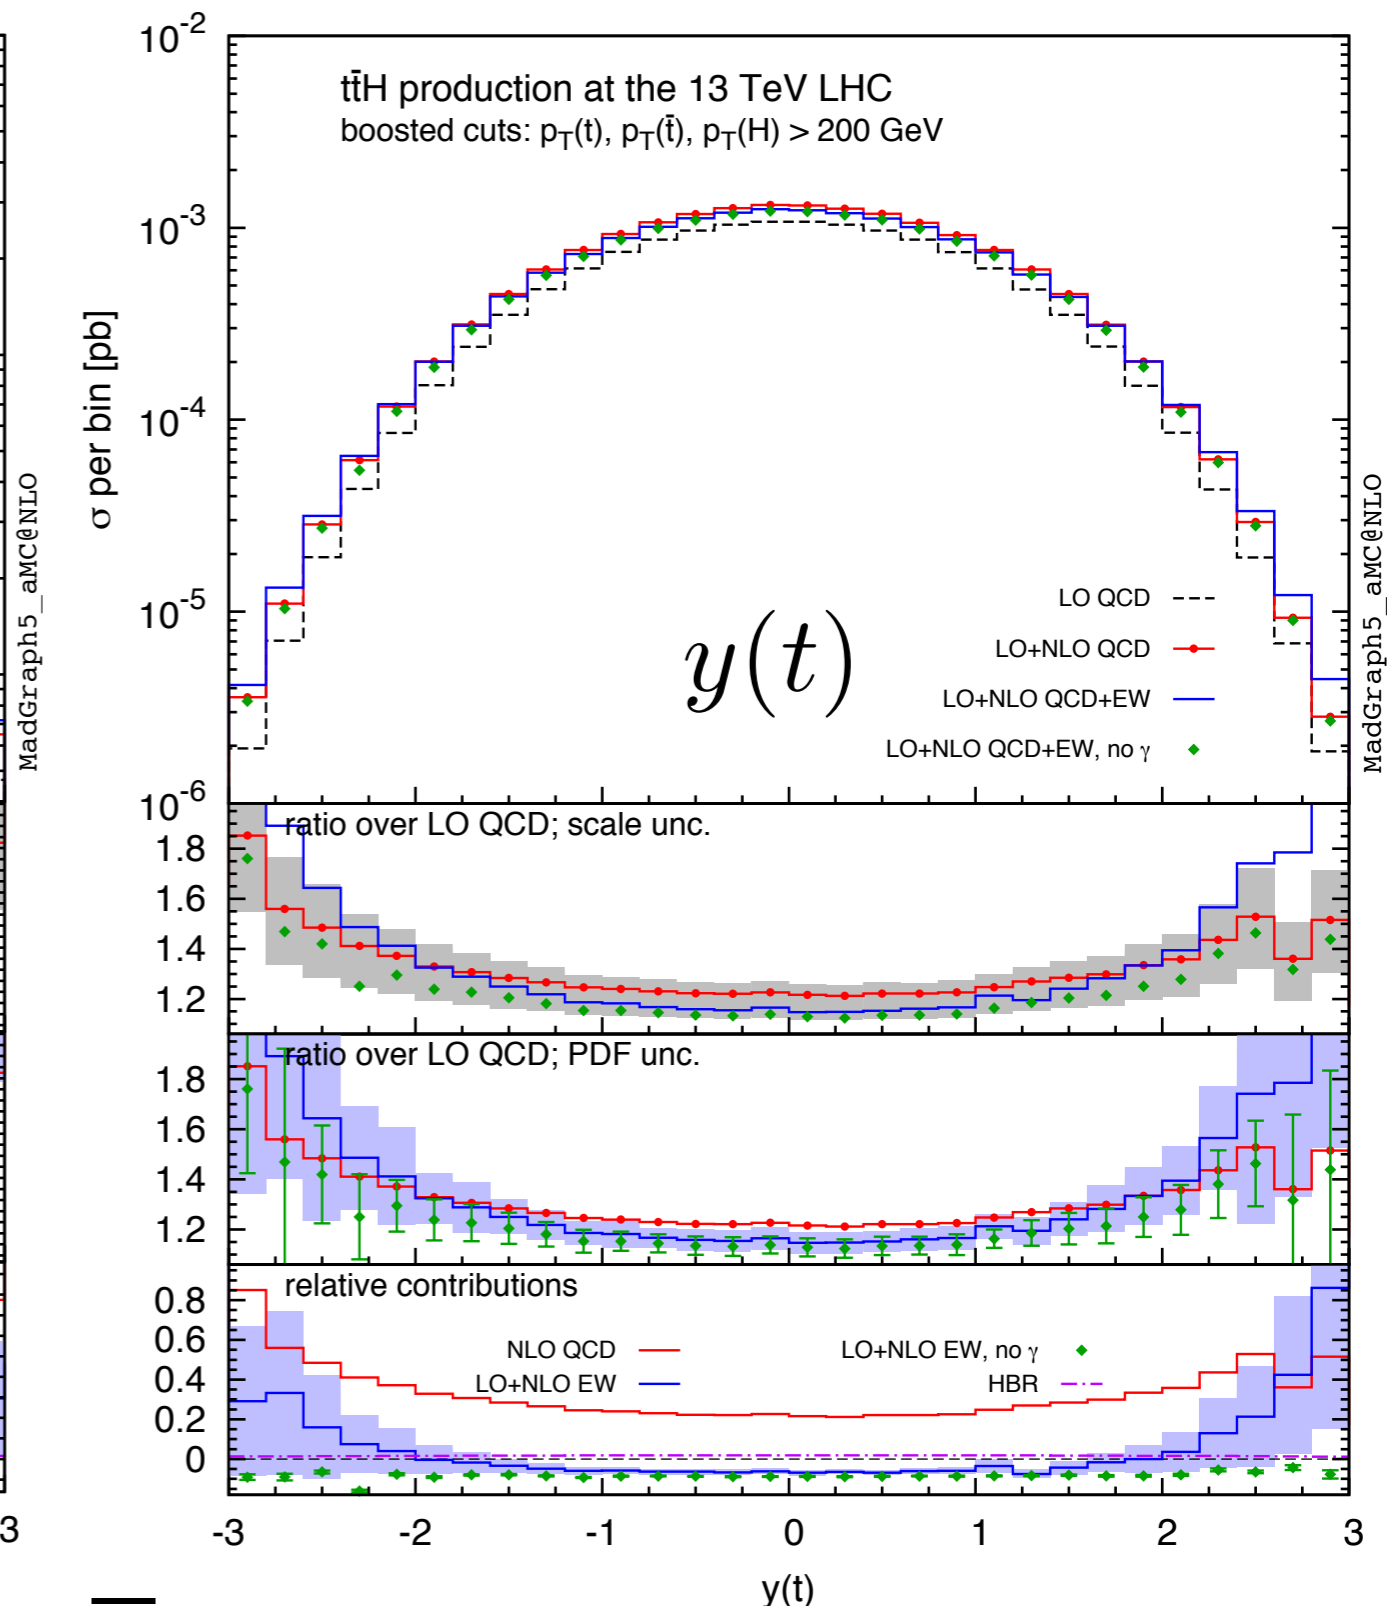 tt̄H production at the 13 TeV LHC
boosted cuts: pT(t), pT(t̄), pT(H) > 200 GeV
10-2
10-3
10-4
10-5
10-6
σ per bin [pb]
y(t)
LO QCD
LO+NLO QCD
LO+NLO QCD+EW
LO+NLO QCD+EW, no γ
MadGraph5_aMC@NLO
MadGraph5_aMC@NLO
ratio over LO QCD; scale unc.
1.8
1.6
1.4
1.2
ratio over LO QCD; PDF unc.
1.8
1.6
1.4
1.2
relative contributions
0.8
0.6
0.4
0.2
0
NLO QCD
LO+NLO EW
LO+NLO EW, no γ
HBR
3
-3 -2 -1 0 1 2 3
y(t)